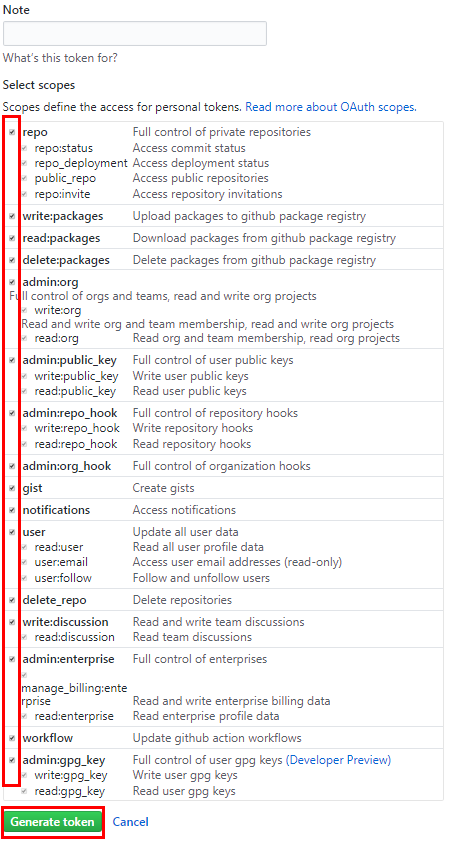 Note
What's this token for?
Select scopes
Scopes define the access for personal tokens. Read more about OAuth scopes.
repo Full control of private repositories
repo:status Access commit status
repo_deployment Access deployment status
public_repo Access public repositories
repo:invite Access repository invitations
write:packages Upload packages to github package registry
read:packages Download packages from github package registry
delete:packages Delete packages from github package registry
admin:org
Full control of orgs and teams, read and write org projects
write:org
Read and write org and team membership, read and write org projects
read:org Read org and team membership, read org projects
admin:public_key Full control of user public keys
write:public_key Write user public keys
read:public_key Read user public keys
admin:repo_hook Full control of repository hooks
write:repo_hook Write repository hooks
read:repo_hook Read repository hooks
admin:org_hook Full control of organization hooks
gist Create gists
notifications Access notifications
user Update all user data
read:user Read all user profile data
user:email Access user email addresses (read-only)
user:follow Follow and unfollow users
delete_repo Delete repositories
write:discussion Read and write team discussions
read:discussion Read team discussions
admin:enterprise Full control of enterprises
manage_billing:ente
rprise Read and write enterprise billing data
read:enterprise Read enterprise profile data
workflow Update github action workflows
admin:gpg_key Full control of user gpg keys (Developer Preview)
write:gpg_key Write user gpg keys
read:gpg_key Read user gpg keys
Generate token Cancel